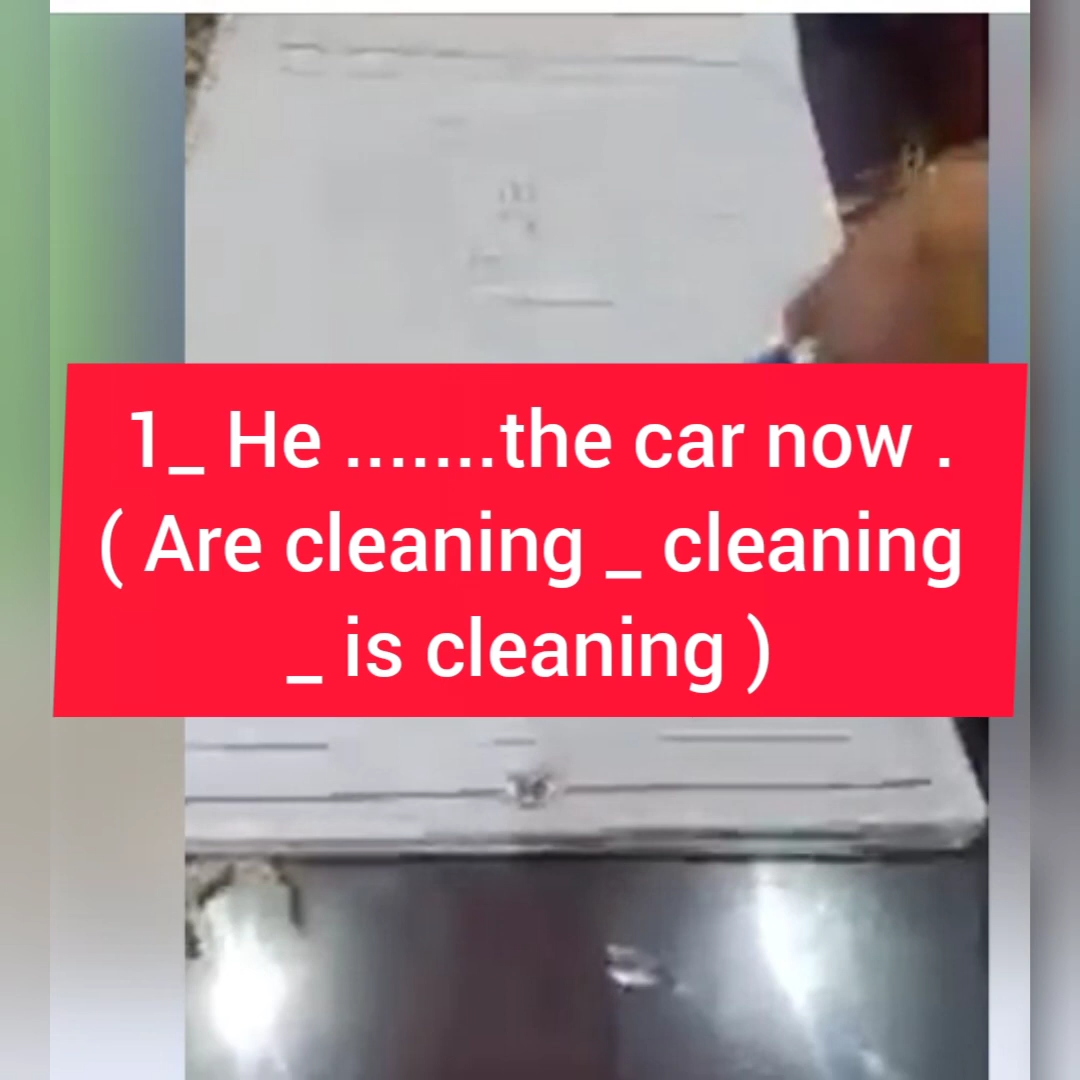 1_ He .......the car now .
( Are cleaning _ cleaning
_ is cleaning )